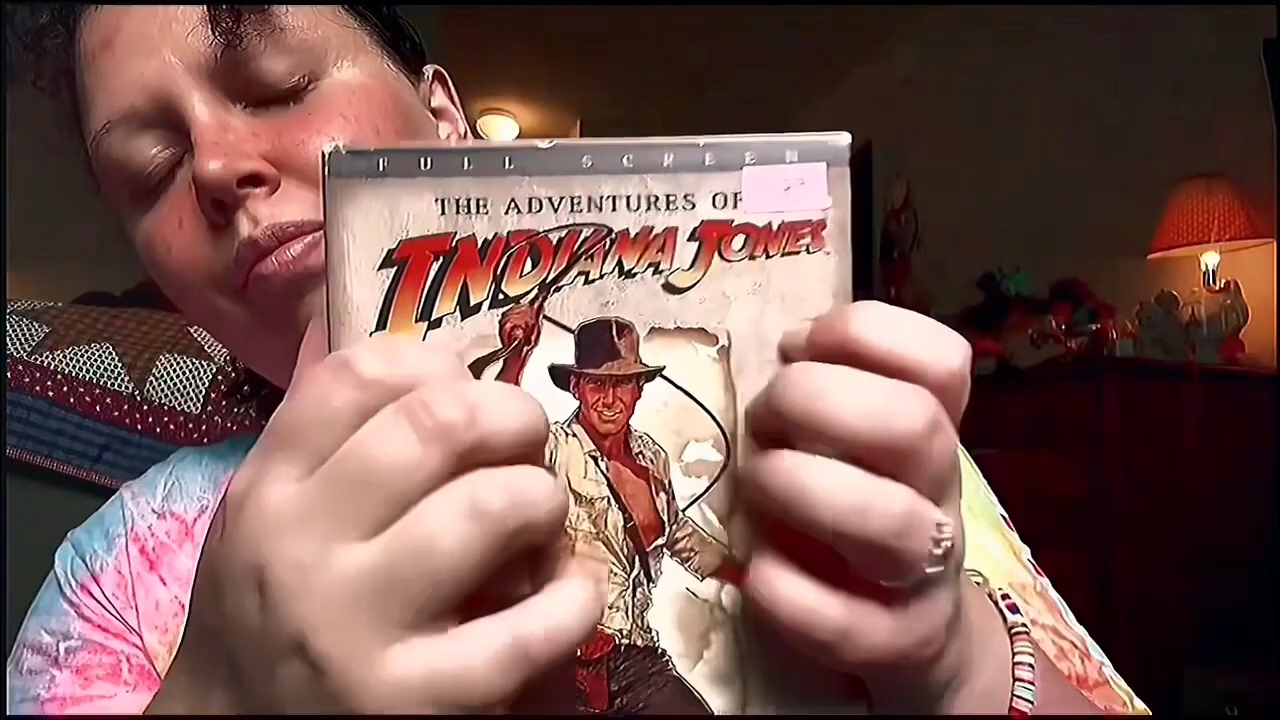 FULL SCREEN
THE ADVENTURES OF
INDIANA JONES